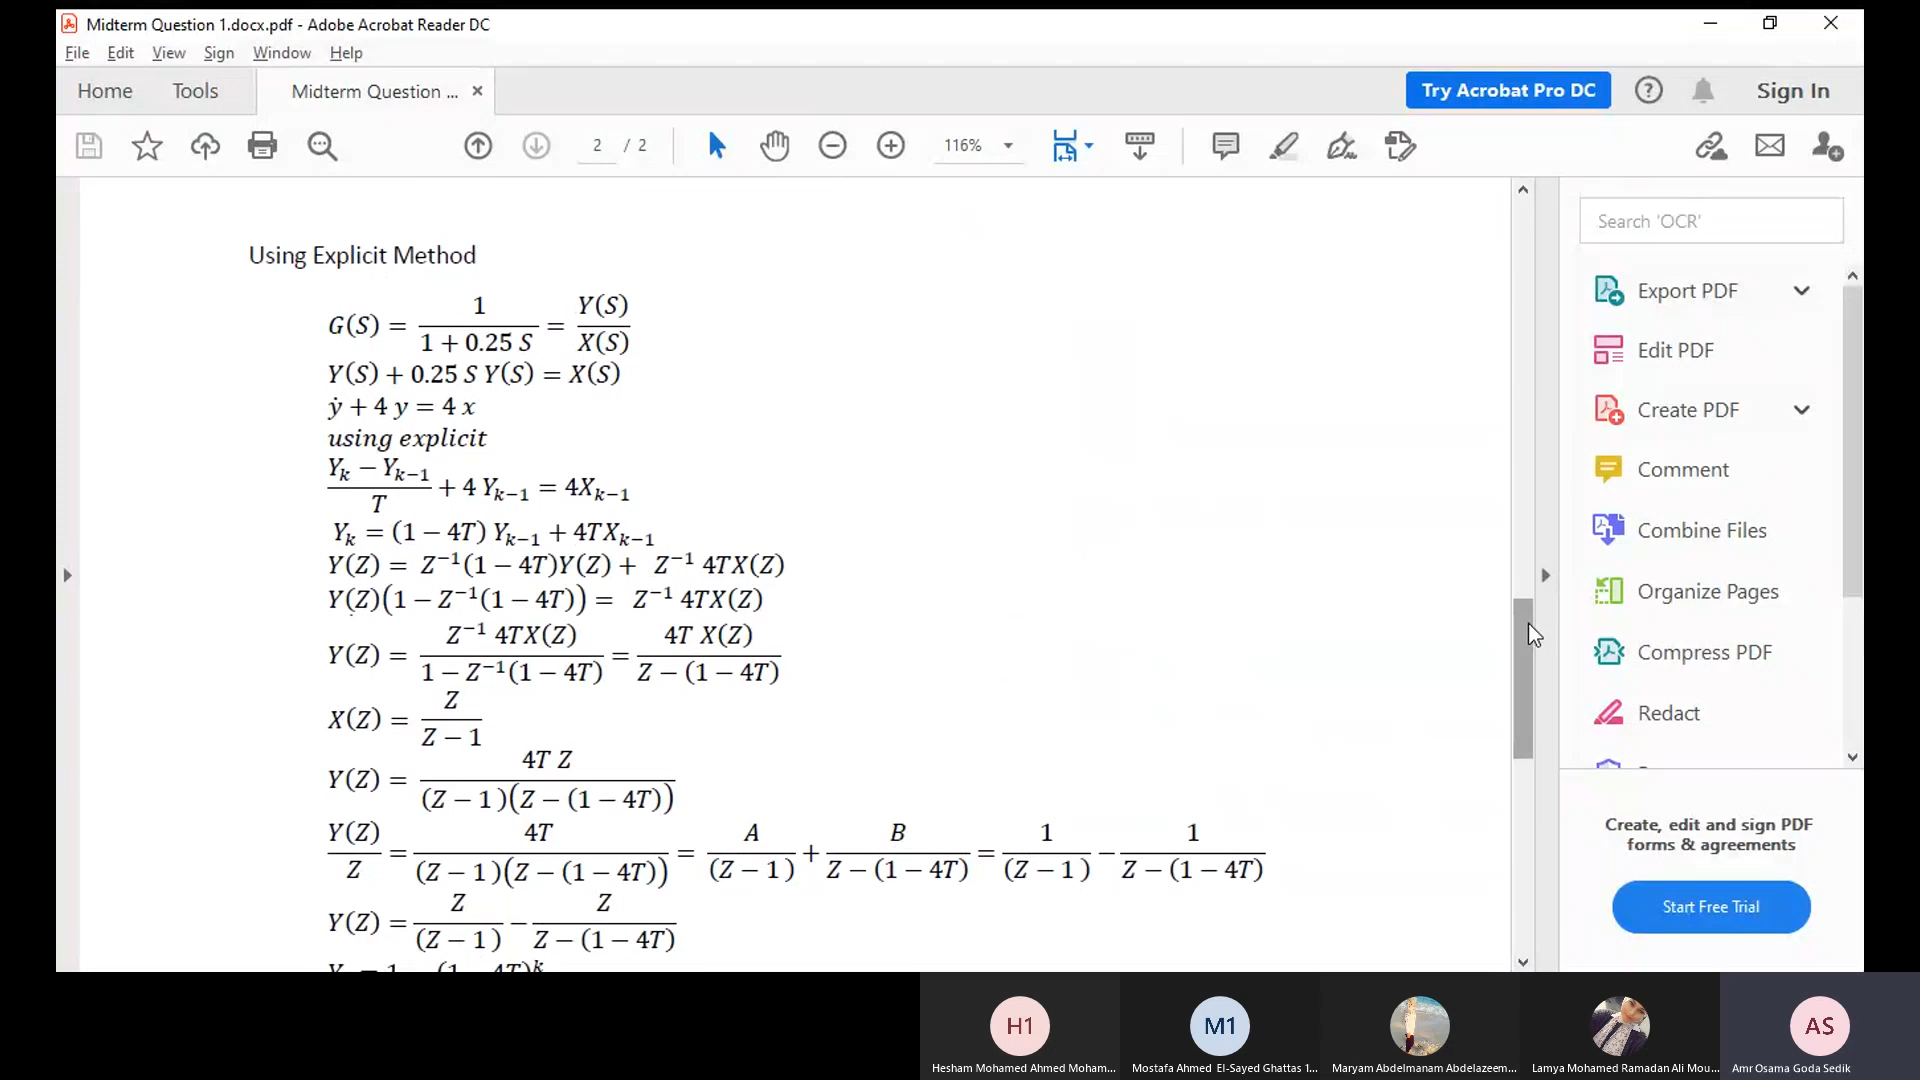 Midterm Question 1.docx.pdf - Adobe Acrobat Reader DC
File Edit View Sign Window Help
Home Tools Midterm Question ... × Try Acrobat Pro DC Sign In
2 / 2 116%
Search 'OCR'
Using Explicit Method
G(S) = 1 / (1 + 0.25 S) = Y(S) / X(S)
Y(S) + 0.25 S Y(S) = X(S)
ẏ + 4 y = 4 x
using explicit
(Y_k − Y_{k−1}) / T + 4 Y_{k−1} = 4X_{k−1}
Y_k = (1 − 4T) Y_{k−1} + 4TX_{k−1}
Y(Z) = Z^{−1}(1 − 4T)Y(Z) + Z^{−1} 4TX(Z)
Y(Z)(1 − Z^{−1}(1 − 4T)) = Z^{−1} 4TX(Z)
Y(Z) = Z^{−1} 4TX(Z) / (1 − Z^{−1}(1 − 4T)) = 4T X(Z) / (Z − (1 − 4T))
X(Z) = Z / (Z − 1)
Y(Z) = 4T Z / ((Z − 1)(Z − (1 − 4T)))
Y(Z) / Z = 4T / ((Z − 1)(Z − (1 − 4T))) = A / (Z − 1) + B / (Z − (1 − 4T)) = 1 / (Z − 1) − 1 / (Z − (1 − 4T))
Y(Z) = Z / (Z − 1) − Z / (Z − (1 − 4T))
Export PDF
Edit PDF
Create PDF
Comment
Combine Files
Organize Pages
Compress PDF
Redact
Create, edit and sign PDF
forms & agreements
Start Free Trial
H1 M1 AS
Hesham Mohamed Ahmed Moham... Mostafa Ahmed El-Sayed Ghattas 1... Maryam Abdelmanam Abdelazeem... Lamya Mohamed Ramadan Ali Mou... Amr Osama Goda Sedik